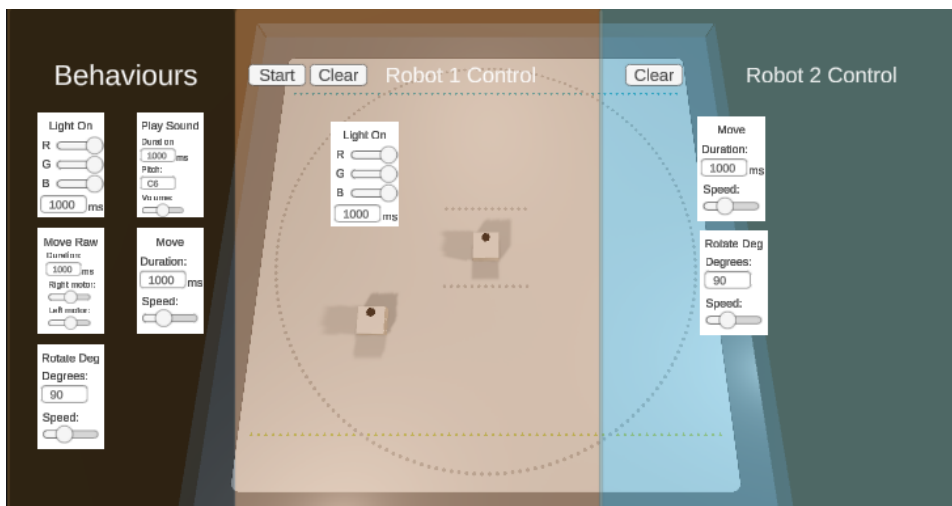 Behaviours
Light On
R
G
B
1000 ms
Play Sound
Duration
1000 ms
Pitch:
C6
Volume:
Move Raw
Duration:
1000 ms
Right motor:
Left motor:
Move
Duration:
1000 ms
Speed:
Rotate Deg
Degrees:
90
Speed:
Start Clear Robot 1 Control
Light On
R
G
B
1000 ms
Clear Robot 2 Control
Move
Duration:
1000 ms
Speed:
Rotate Deg
Degrees:
90
Speed: